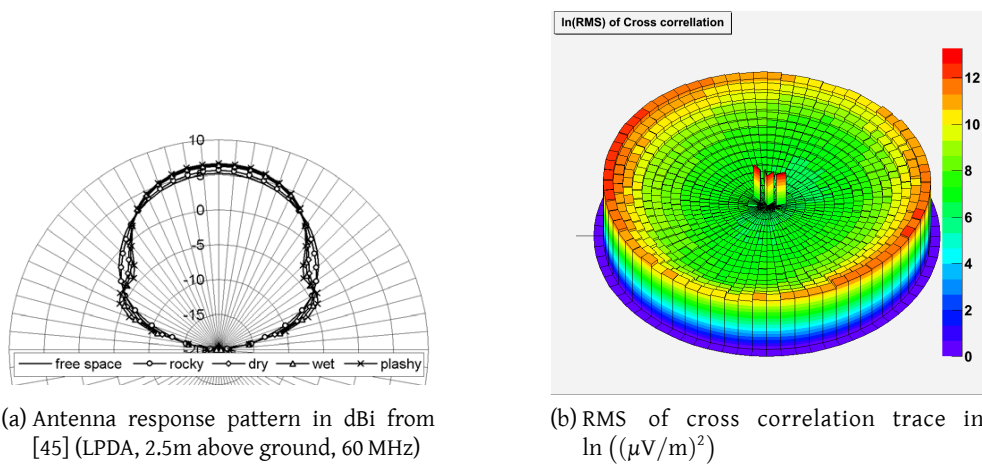 10
0
-5
-10
-15
free space rocky dry wet plashy
(a) Antenna response pattern in dBi from
[45] (LPDA, 2.5m above ground, 60 MHz)
ln(RMS) of Cross correllation
12
10
8
6
4
2
0
(b) RMS of cross correlation trace in
ln ((μV/m)²)